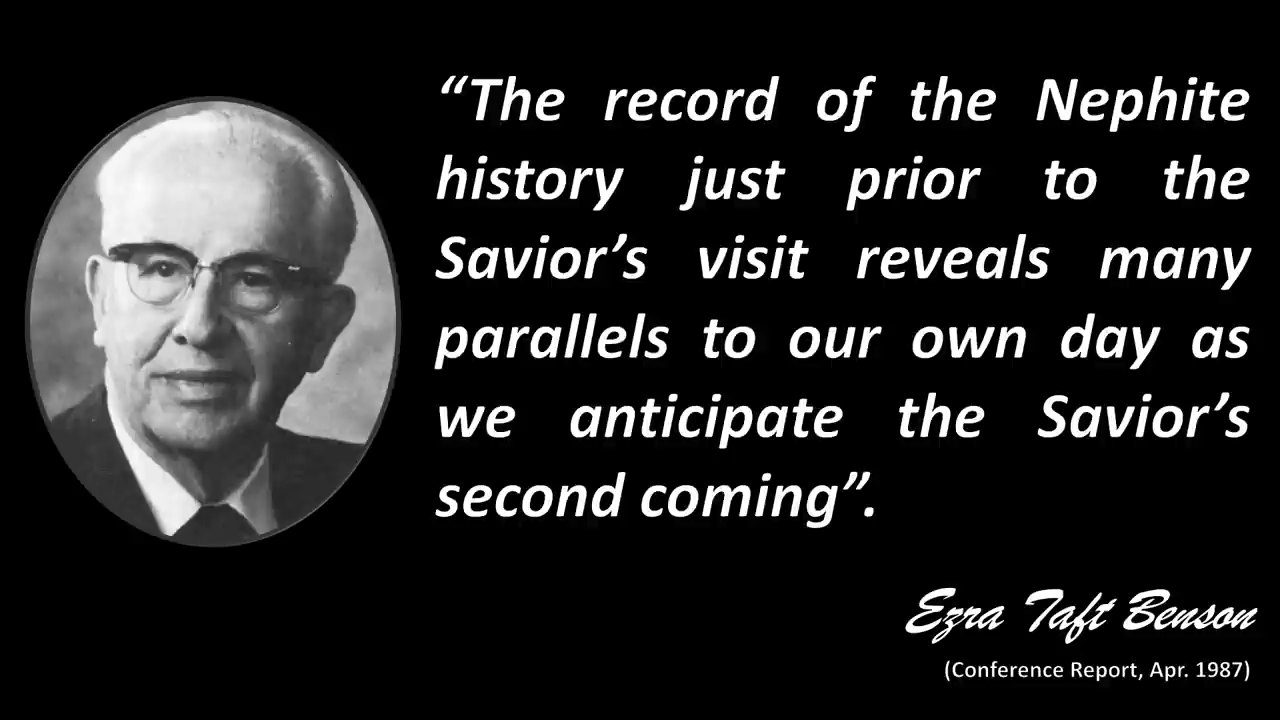 “The record of the Nephite
history just prior to the
Savior’s visit reveals many
parallels to our own day as
we anticipate the Savior’s
second coming”.
Ezra Taft Benson
(Conference Report, Apr. 1987)